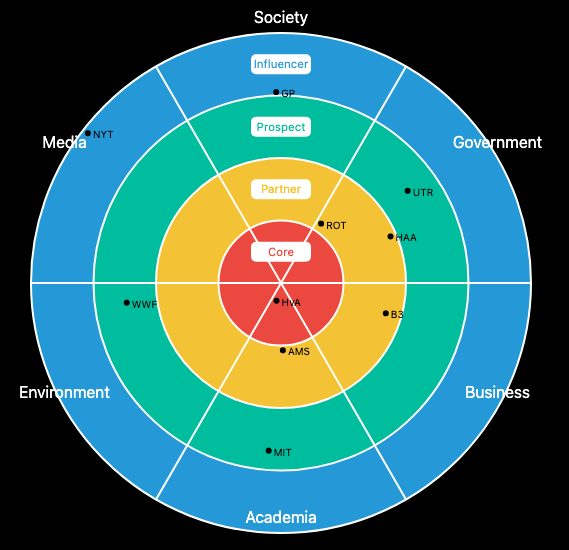 Society
Influencer
GP
Prospect
NYT
Media
Government
Partner
UTR
ROT
HAA
Core
HvA
WWF
B3
AMS
Environment
Business
MIT
Academia